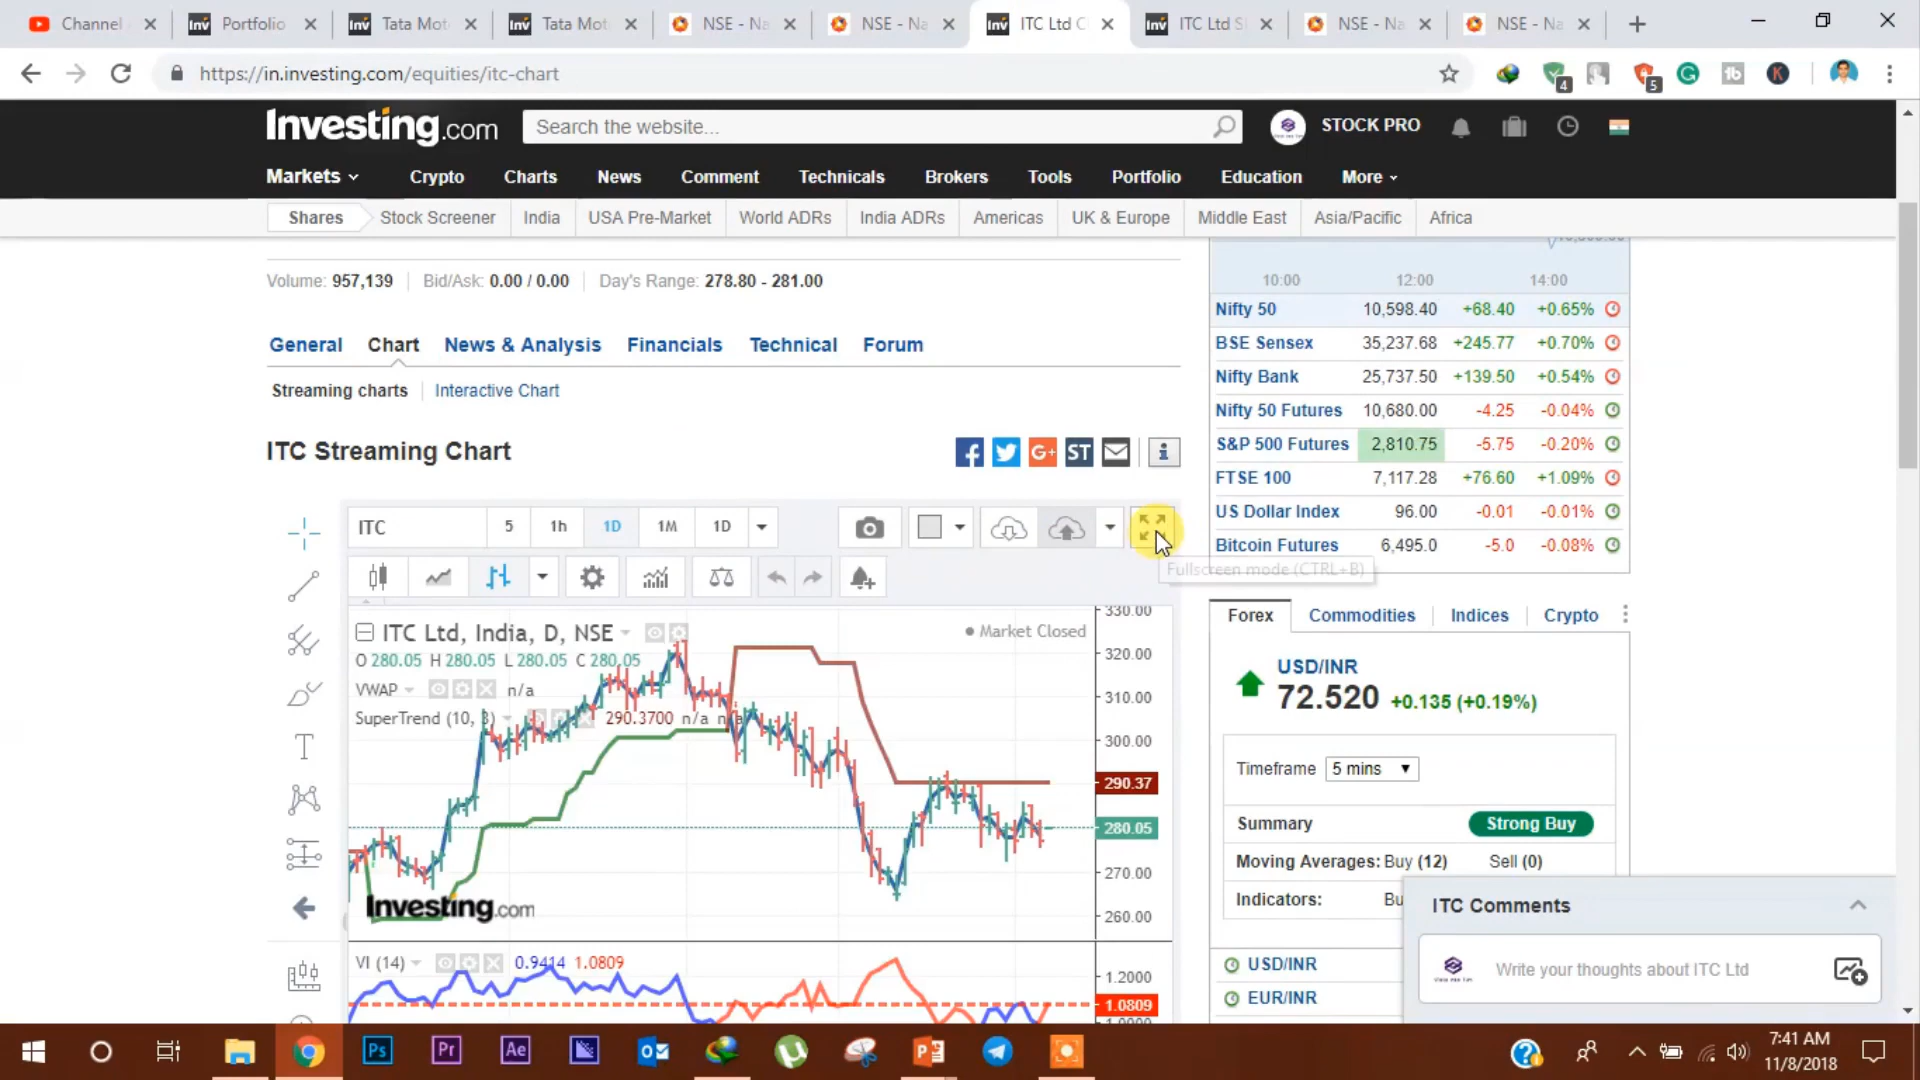 Channel
Portfolio
Tata Mot
Tata Mot
NSE - Na
NSE - Na
ITC Ltd C
ITC Ltd S
NSE - Na
NSE - Na
https://in.investing.com/equities/itc-chart
4
5
Investing.com
Search the website...
STOCK PRO
Markets
Crypto
Charts
News
Comment
Technicals
Brokers
Tools
Portfolio
Education
More
Shares
Stock Screener
India
USA Pre-Market
World ADRs
India ADRs
Americas
UK & Europe
Middle East
Asia/Pacific
Africa
Volume: 957,139
Bid/Ask: 0.00 / 0.00
Day's Range: 278.80 - 281.00
10:00 12:00 14:00
Nifty 50 10,598.40 +68.40 +0.65%
BSE Sensex 35,237.68 +245.77 +0.70%
Nifty Bank 25,737.50 +139.50 +0.54%
Nifty 50 Futures 10,680.00 -4.25 -0.04%
S&P 500 Futures 2,810.75 -5.75 -0.20%
FTSE 100 7,117.28 +76.60 +1.09%
US Dollar Index 96.00 -0.01 -0.01%
Bitcoin Futures 6,495.0 -5.0 -0.08%
General Chart News & Analysis Financials Technical Forum
Streaming charts Interactive Chart
ITC Streaming Chart
G+ ST i
ITC 5 1h 1D 1M 1D
Fullscreen mode (CTRL+B)
ITC Ltd, India, D, NSE
Market Closed
O 280.05 H 280.05 L 280.05 C 280.05
VWAP n/a
SuperTrend (10, 3) 290.3700 n/a n/a
330.00
320.00
310.00
300.00
290.37
280.05
270.00
260.00
Investing.com
VI (14) 0.9414 1.0809
1.2000
1.0809
1.0000
Forex Commodities Indices Crypto
USD/INR
72.520 +0.135 (+0.19%)
Timeframe 5 mins
Summary Strong Buy
Moving Averages: Buy (12) Sell (0)
Indicators: Bu
USD/INR
EUR/INR
ITC Comments
Write your thoughts about ITC Ltd
Ps
Pr
Ae
7:41 AM
11/8/2018